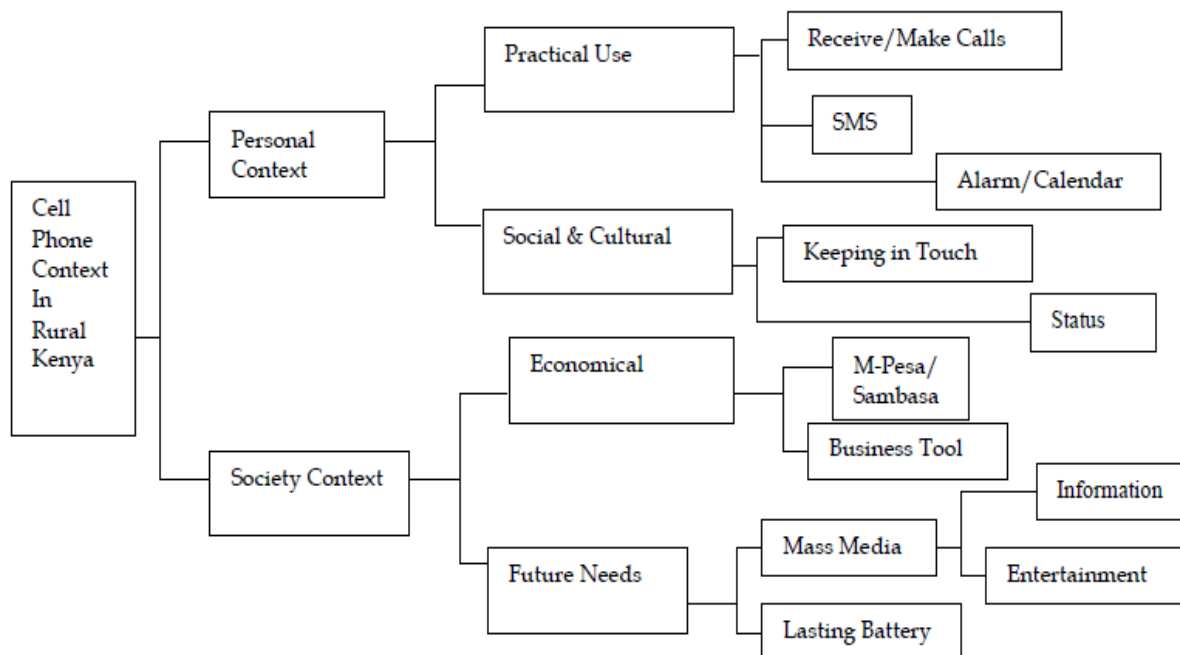 Cell
Phone
Context
In
Rural
Kenya
Personal
Context
Practical Use
Receive/Make Calls
SMS
Alarm/Calendar
Social & Cultural
Keeping in Touch
Status
Society Context
Economical
M-Pesa/
Sambasa
Business Tool
Future Needs
Mass Media
Information
Entertainment
Lasting Battery